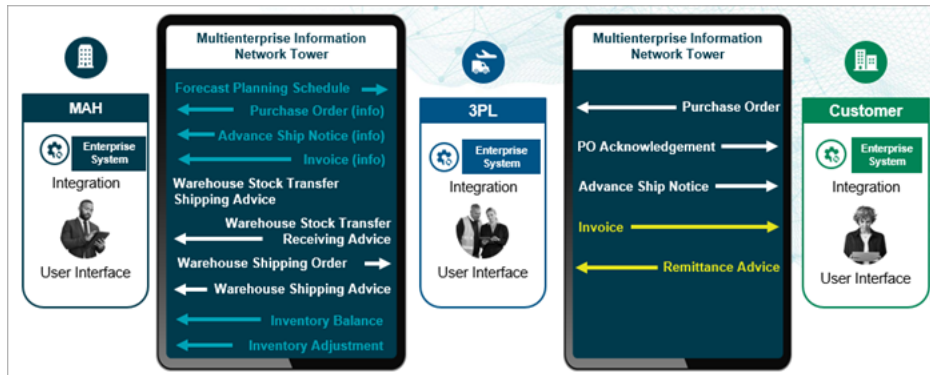 Multienterprise Information
Network Tower
Forecast Planning Schedule
Purchase Order (info)
Advance Ship Notice (info)
Invoice (info)
Warehouse Stock Transfer
Shipping Advice
Warehouse Stock Transfer
Receiving Advice
Warehouse Shipping Order
Warehouse Shipping Advice
Inventory Balance
Inventory Adjustment
MAH
Enterprise
System
Integration
User Interface
3PL
Enterprise
System
Integration
User Interface
Multienterprise Information
Network Tower
Purchase Order
PO Acknowledgement
Advance Ship Notice
Invoice
Remittance Advice
Customer
Enterprise
System
Integration
User Interface